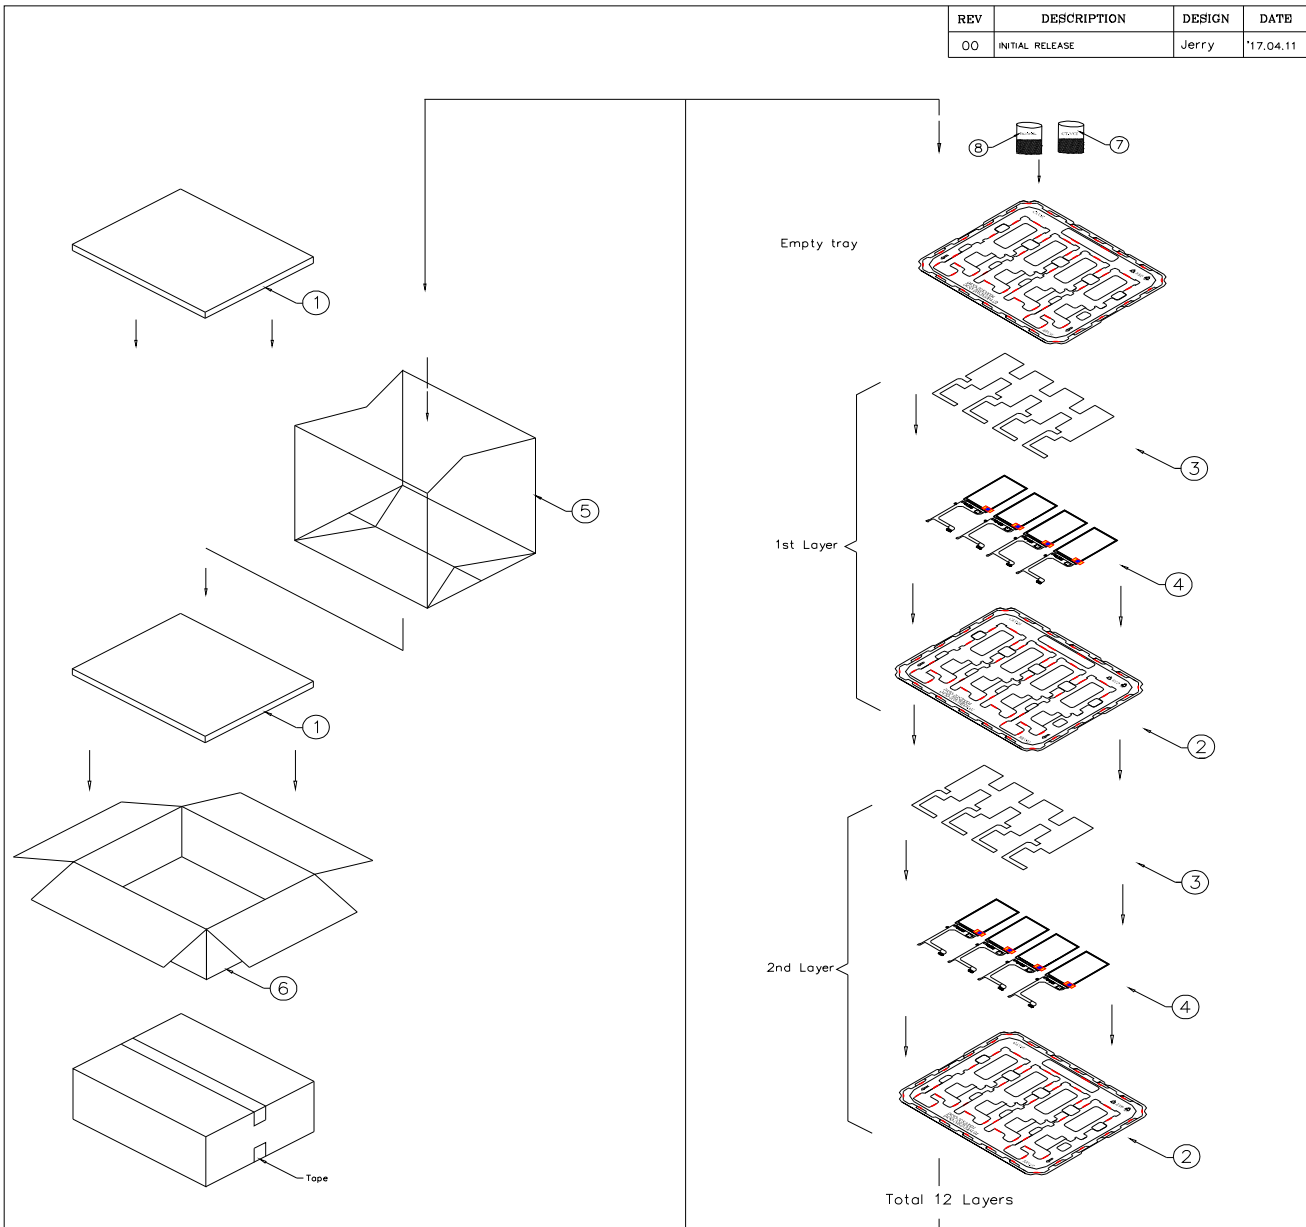 REV DESCRIPTION DESIGN DATE
00 INITIAL RELEASE Jerry '17.04.11
8 7
Empty tray
1
3
5
1st Layer
4
1
2
3
2nd Layer
6
4
2
Tape
Total 12 Layers